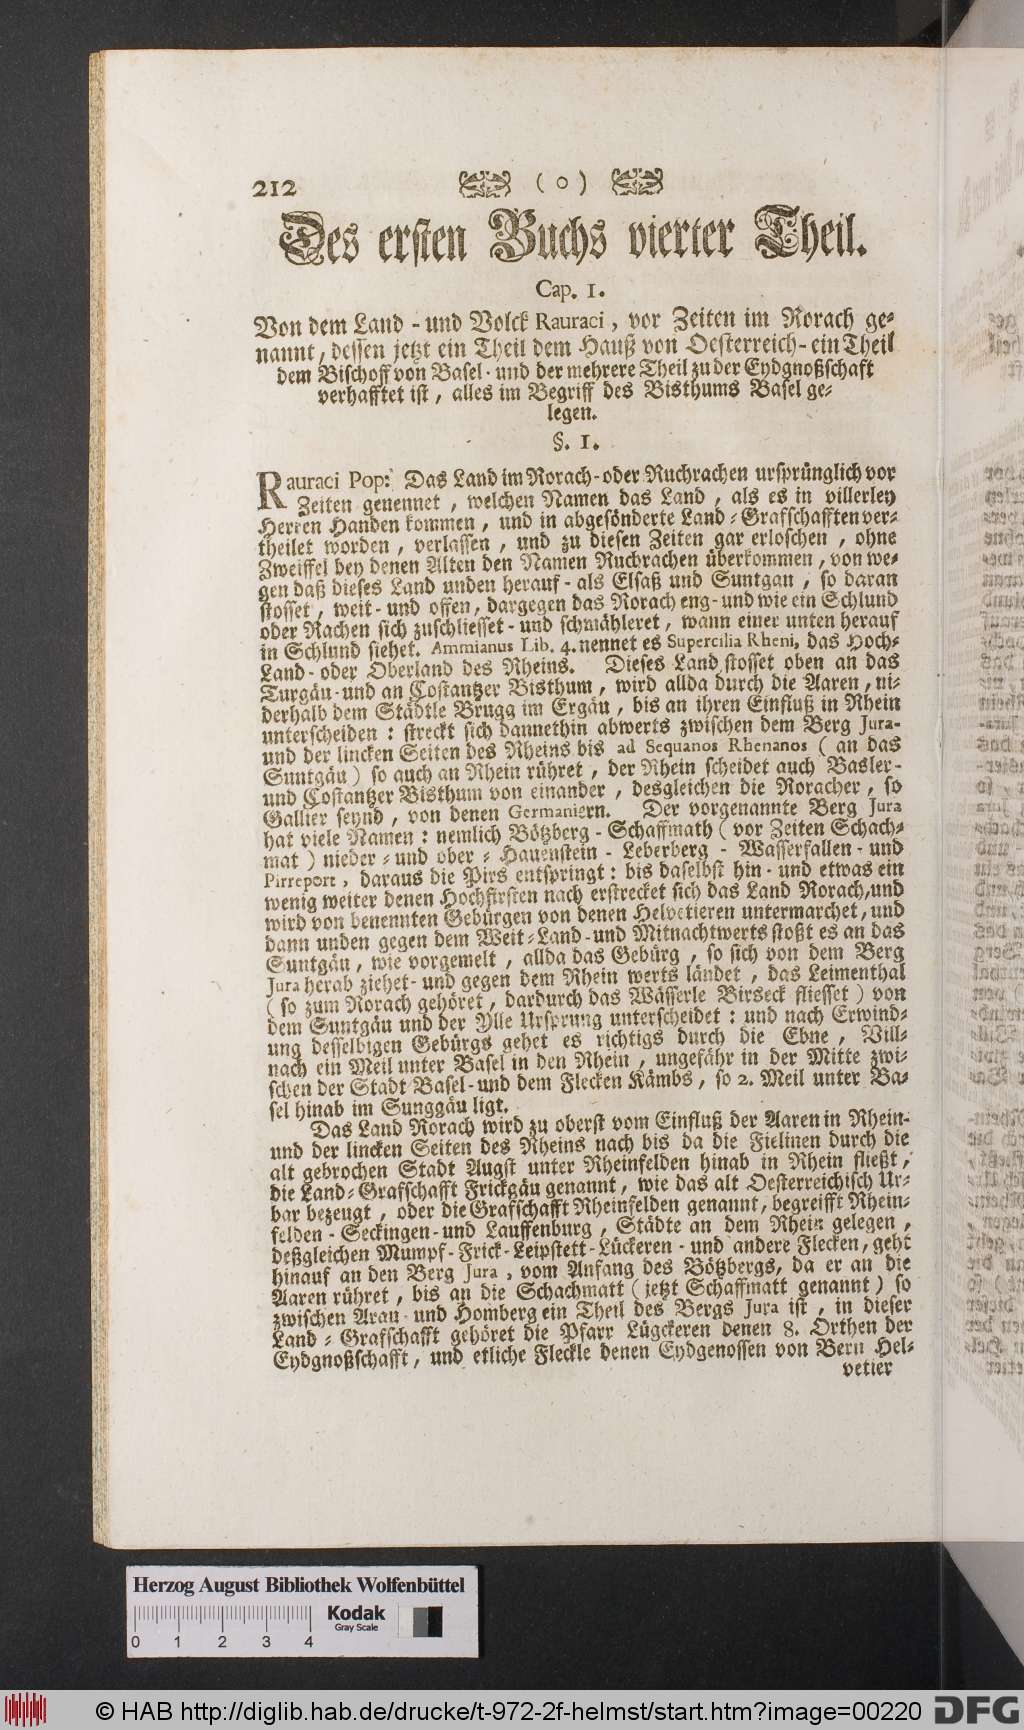 212 ( o )
Des ersten Buchs vierter Theil.
Cap. 1.
Von dem Land - und Volck Rauraci, vor Zeiten im Rorach ge-
nannt, dessen jetzt ein Theil dem Hauß von Oesterreich- ein Theil
dem Bischoff von Basel- und der mehrere Theil zu der Eydgnoßschaft
verhafftet ist, alles im Begriff des Bisthums Basel ge-
legen.
§. 1.
Rauraci Pop: Das Land im Rorach- oder Ruchrachen ursprünglich vor
Zeiten genennet, welchen Namen das Land, als es in villerley
Herren Handen kommen, und in abgesönderte Land-Grafschafften ver-
theilet worden, verlassen, und zu diesen Zeiten gar erloschen, ohne
Zweiffel bey denen Alten den Namen Ruchrachen überkommen, von we-
gen daß dieses Land unden herauf- als Elsaß und Suntgau, so daran
stosset, weit- und offen, dargegen das Rorach eng- und wie ein Schlund
oder Rachen sich zuschliesset- und schmähleret, wann einer unten herauf
in Schlund siehet. Ammianus Lib. 4. nennet es Supercilia Rheni, das Hoch-
Land- oder Oberland des Rheins. Dieses Land stosset oben an das
Turgäu- und an Costantzer Bisthum, wird allda durch die Aaren, ni-
derhalb dem Städtle Brugg im Ergäu, bis an ihren Einfluß in Rhein
unterscheiden: streckt sich dannethin abwerts zwischen dem Berg Jura-
und der lincken Seiten des Rheins bis ad Sequanos Rhenanos ( an das
Suntgäu ) so auch an Rhein rühret, der Rhein scheidet auch Basler-
und Costantzer Bisthum von einander, desgleichen die Roracher, so
Gallier seynd, von denen Germaniern. Der vorgenannte Berg Jura
hat viele Namen: nemlich Bötzberg - Schaffmath ( vor Zeiten Schach-
mat ) nieder- und ober- Hauenstein - Leberberg - Wasserfallen - und
Pirreport, daraus die Pirs entspringt: bis daselbst hin- und etwas ein
wenig weiter denen Hochfirsten nach erstrecket sich das Land Rorach, und
wird von benennten Gebürgen von denen Helvetieren untermarchet, und
dann unden gegen dem Weit-Land- und Mitnachtwerts stoßt es an das
Suntgäu, wie vorgemelt, allda das Gebürg, so sich von dem Berg
Jura herab ziehet- und gegen dem Rhein werts ländet, das Leimenthal
( so zum Rorach gehöret, dardurch das Wässerle Birseck fliesset ) von
dem Suntgäu und der Ylle Ursprung unterscheidet: und nach Erwind-
ung desselbigen Gebürgs gehet es richtigs durch die Ebne, Vill-
nach ein Meil unter Basel in den Rhein, ungefähr in der Mitte zwi-
schen der Stadt Basel- und dem Flecken Kämbs, so 2. Meil unter Ba-
sel hinab im Sunggäu ligt.
Das Land Rorach wird zu oberst vom Einfluß der Aaren in Rhein-
und der lincken Seiten des Rheins nach bis da die Fielinen durch die
alt gebrochen Stadt Augst unter Rheinfelden hinab in Rhein fließt,
die Land-Grafschafft Frickgäu genannt, wie das alt Oesterreichisch Ur-
bar bezeugt, oder die Grafschafft Rheinfelden genannt, begreifft Rhein-
felden - Seckingen- und Lauffenburg, Städte an dem Rhein gelegen,
deßgleichen Mumpf- Frick- Leipstett- Lückeren - und andere Flecken, geht
hinauf an den Berg Jura, vom Anfang des Bötzbergs, da er an die
Aaren rühret, bis an die Schachmatt ( jetzt Schaffmatt genannt ) so
zwischen Arau- und Homberg ein Theil des Bergs Jura ist, in dieser
Land-Grafschafft gehöret die Pfarr Lügckeren denen 8. Orthen der
Eydgnoßschafft, und etliche Fleckle denen Eydgenossen von Bern Hel-
vetier
Herzog August Bibliothek Wolfenbüttel
Kodak
Gray Scale
0 1 2 3 4
© HAB http://diglib.hab.de/drucke/t-972-2f-helmst/start.htm?image=00220 DFG